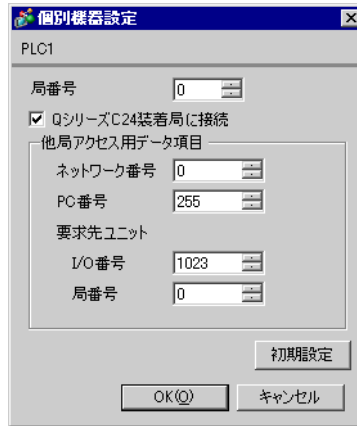 個別機器設定
PLC1
局番号 0
QシリーズC24装着局に接続
他局アクセス用データ項目
ネットワーク番号 0
PC番号 255
要求先ユニット
I/O番号 1023
局番号 0
初期設定
OK(O) キャンセル